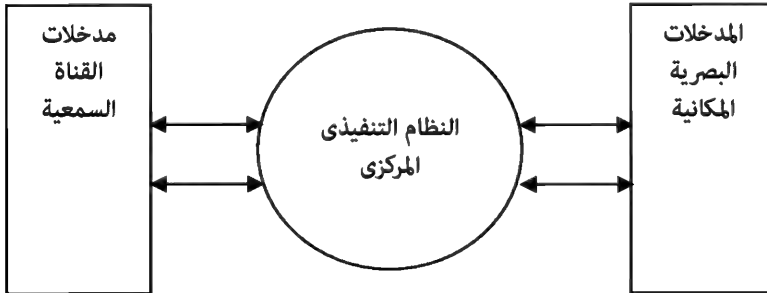 المدخلات
البصرية
المكانية
النظام التنفيذى
المركزى
مدخلات
القناة
السمعية